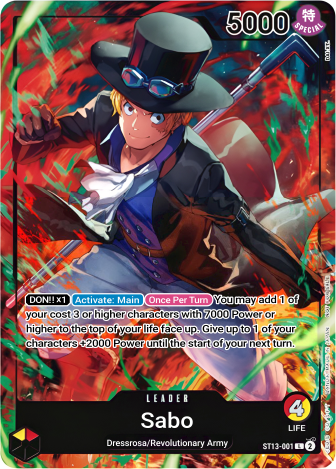 5000
特
SPECIAL
DON!!×1 Activate: Main Once Per Turn You may add 1 of
your cost 3 or higher characters with 7000 Power or
higher to the top of your life face up. Give up to 1 of your
characters +2000 Power until the start of your next turn.
LEADER
Sabo
4
LIFE
Dressrosa/Revolutionary Army
ST13-001 L 2